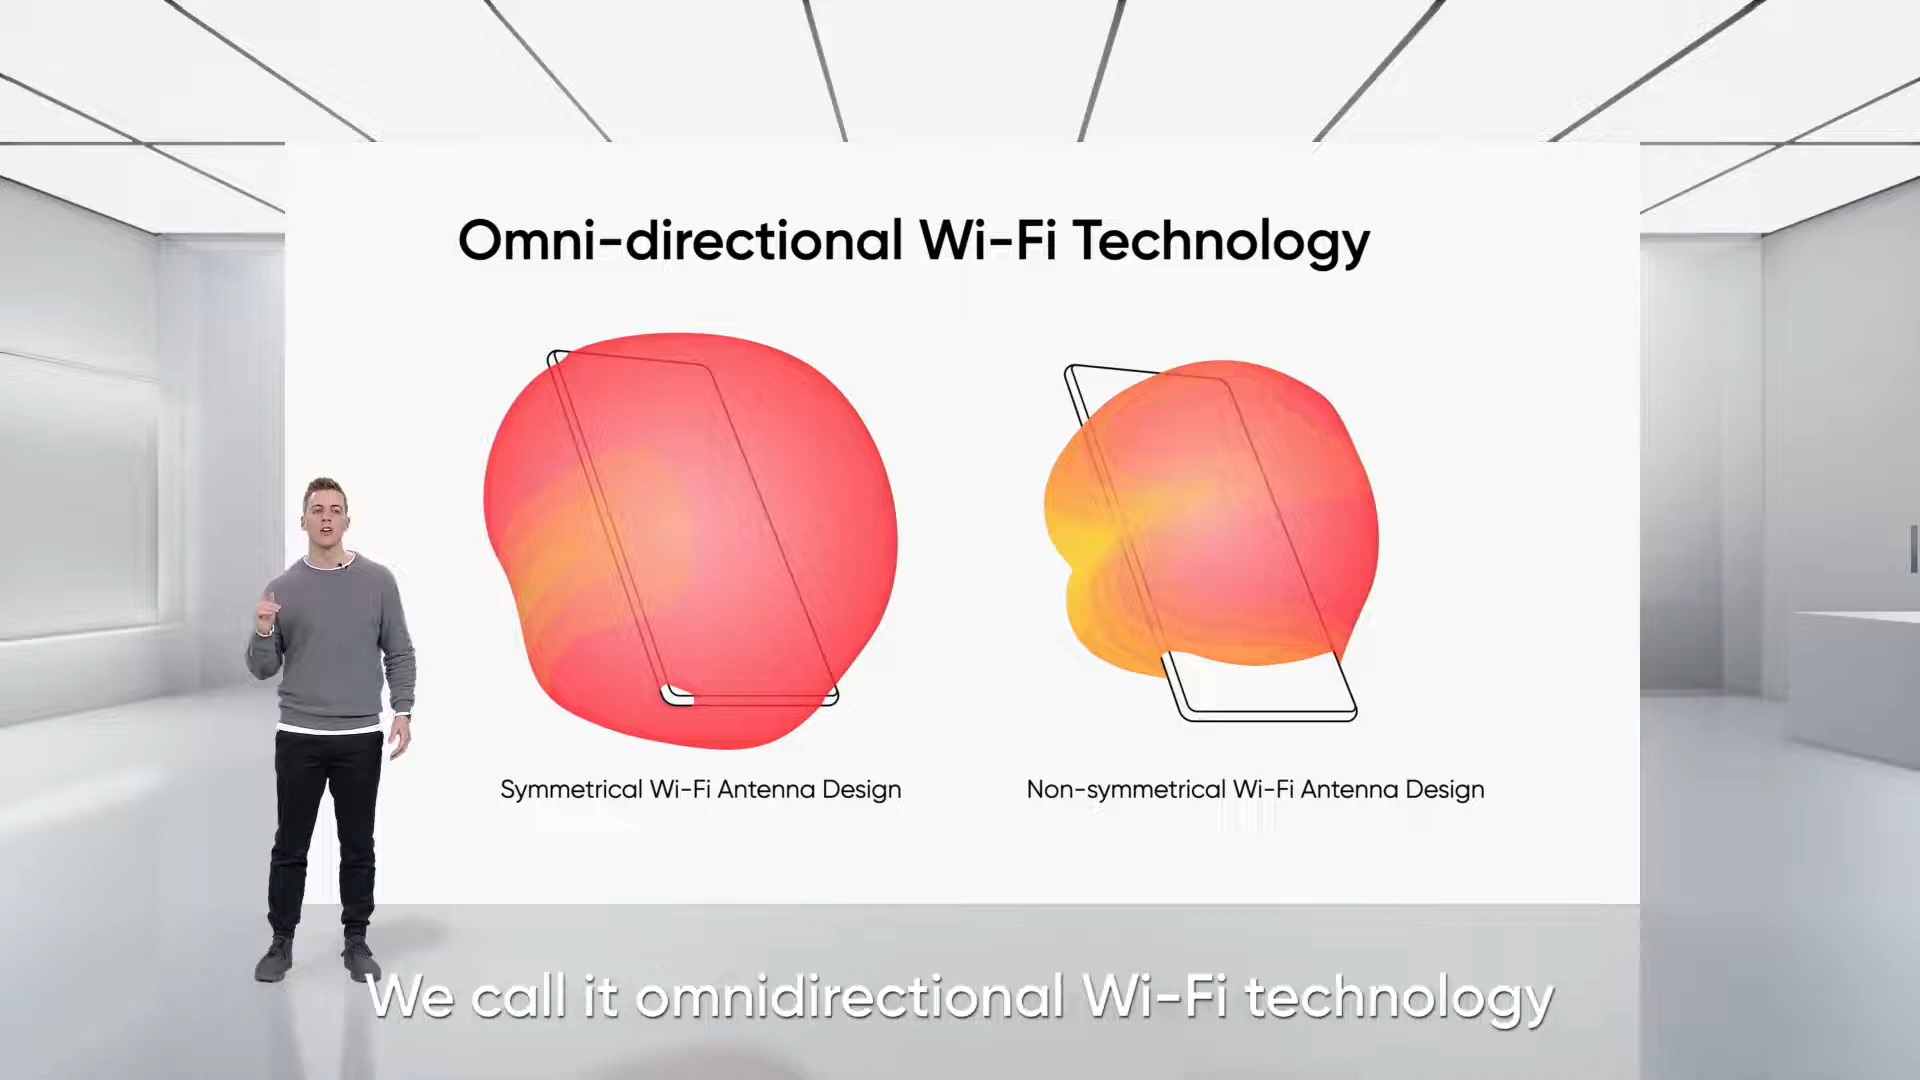 Omni-directional Wi-Fi Technology
Symmetrical Wi-Fi Antenna Design
Non-symmetrical Wi-Fi Antenna Design
We call it omnidirectional Wi-Fi technology